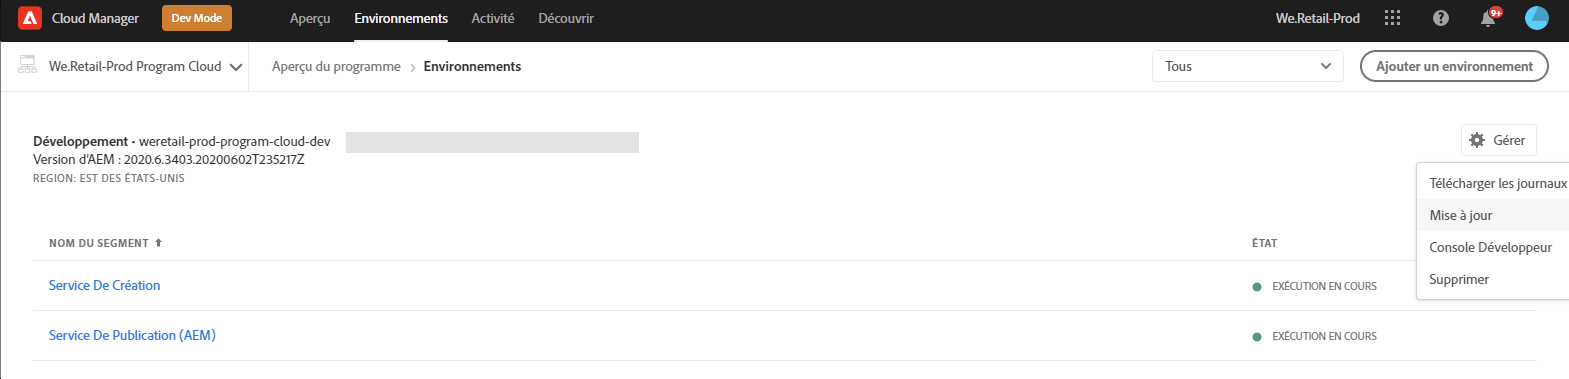 Cloud Manager Dev Mode Aperçu Environnements Activité Découvrir We.Retail-Prod 9+
We.Retail-Prod Program Cloud Aperçu du programme > Environnements Tous Ajouter un environnement
Développement • weretail-prod-program-cloud-dev Gérer
Version d'AEM : 2020.6.3403.20200602T235217Z
REGION: EST DES ÉTATS-UNIS
Télécharger les journaux
Mise à jour
Console Développeur
Supprimer
NOM DU SEGMENT ÉTAT
Service De Création EXÉCUTION EN COURS
Service De Publication (AEM) EXÉCUTION EN COURS